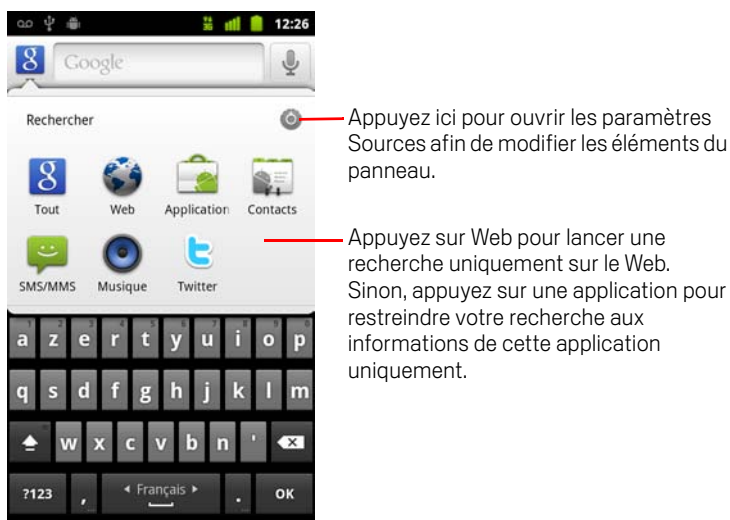 12:26
8 Google
Rechercher
8
Tout Web Application Contacts
SMS/MMS Musique Twitter
a z e r t y u i o p
q s d f g h j k l m
w x c v b n '
?123 , Français . OK
Appuyez ici pour ouvrir les paramètres
Sources afin de modifier les éléments du
panneau.
Appuyez sur Web pour lancer une
recherche uniquement sur le Web.
Sinon, appuyez sur une application pour
restreindre votre recherche aux
informations de cette application
uniquement.